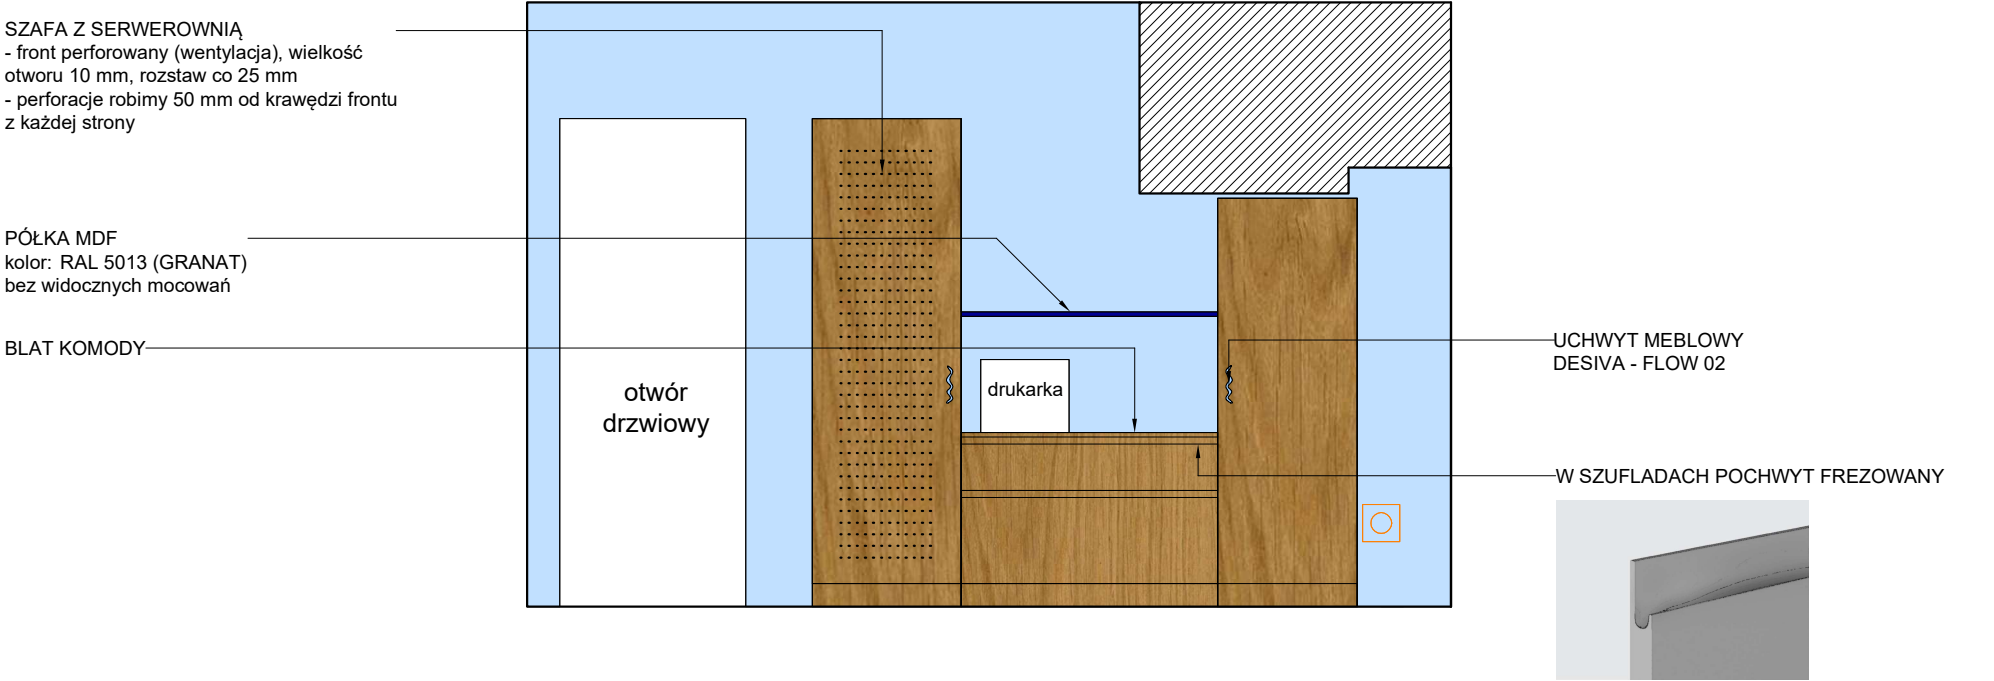 SZAFA Z SERWEROWNIĄ
- front perforowany (wentylacja), wielkość
otworu 10 mm, rozstaw co 25 mm
- perforacje robimy 50 mm od krawędzi frontu
z każdej strony
PÓŁKA MDF
kolor: RAL 5013 (GRANAT)
bez widocznych mocowań
BLAT KOMODY
otwór
drzwiowy
drukarka
UCHWYT MEBLOWY
DESIVA - FLOW 02
W SZUFLADACH POCHWYT FREZOWANY